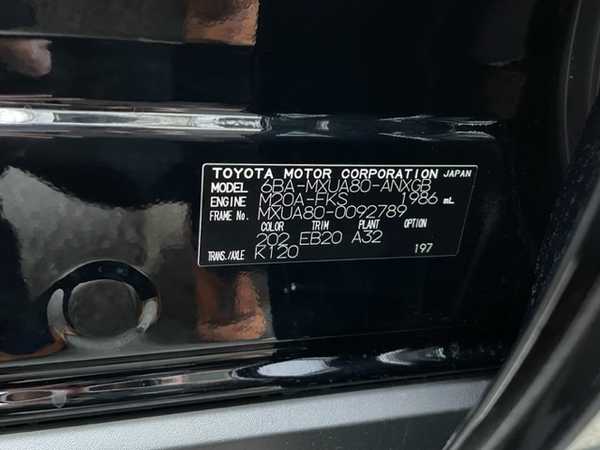 TOYOTA MOTOR CORPORATION JAPAN
MODEL 6BA-MXUA80-ANXGB
ENGINE M20A-FKS 1986 mL
FRAME No. MXUA80-0092789
COLOR TRIM PLANT OPTION
202 EB20 A32
TRANS./AXLE K120 197